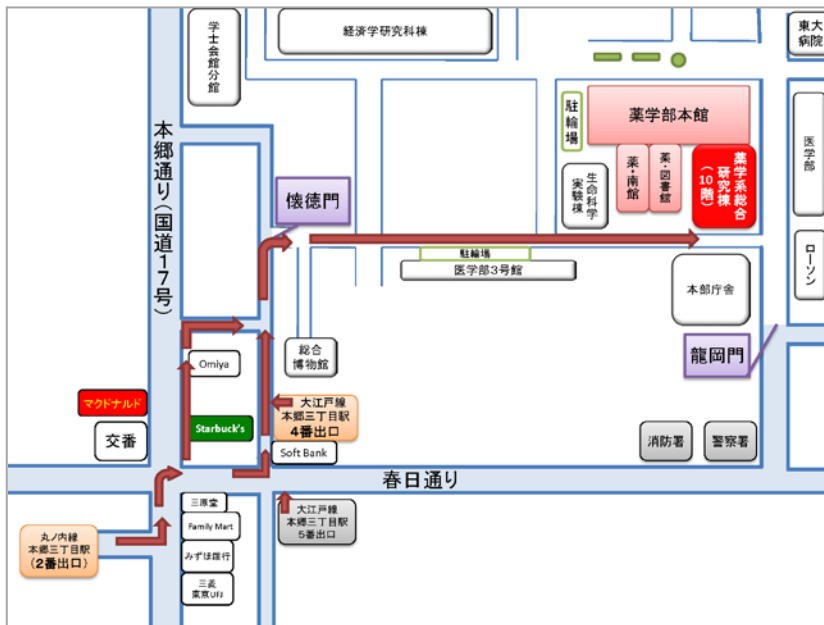 学士会館分館
経済学研究科棟
東大
病院
駐輪場
薬学部本館
医学部
本郷通り(国道17号)
懐徳門
生命科学
実験棟
薬・南館
薬・図書館
薬学系総合
研究棟
(10階)
駐輪場
医学部3号館
ローソン
本部庁舎
総合
博物館
龍岡門
Omiya
マクドナルド
大江戸線
本郷三丁目駅
4番出口
Starbuck's
交番
消防署
警察署
Soft Bank
春日通り
三原堂
大江戸線
本郷三丁目駅
5番出口
Family Mart
丸ノ内線
本郷三丁目駅
(2番出口)
みずほ銀行
三菱
東京UFJ